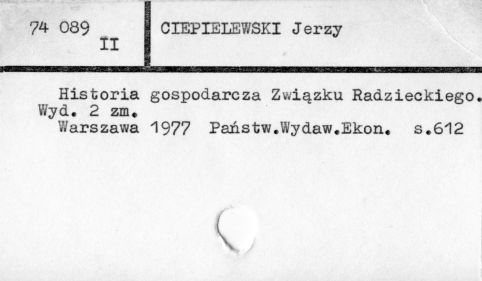 74 089 II
CIEPIELEWSKI Jerzy
Historia gospodarcza Związku Radzieckiego.
Wyd. 2 zm.
Warszawa 1977 Państw.Wydaw.Ekon. s.612